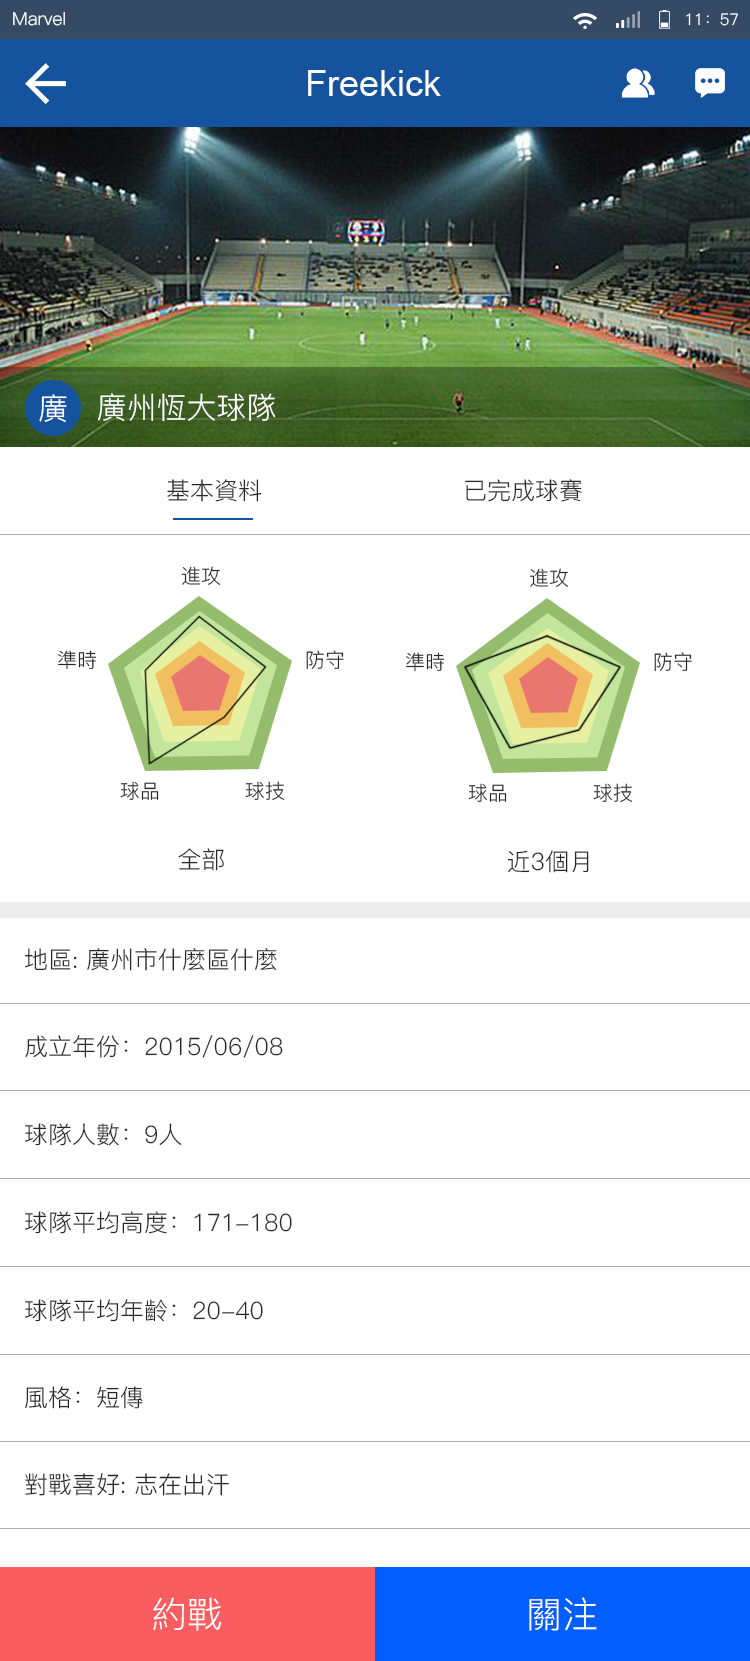 Marvel
11：57
Freekick
廣
廣州恆大球隊
基本資料
已完成球賽
進攻
準時
防守
球品
球技
全部
進攻
準時
防守
球品
球技
近3個月
地區: 廣州市什麼區什麼
成立年份：2015/06/08
球隊人數：9人
球隊平均高度：171-180
球隊平均年齡：20-40
風格：短傳
對戰喜好: 志在出汗
約戰
關注